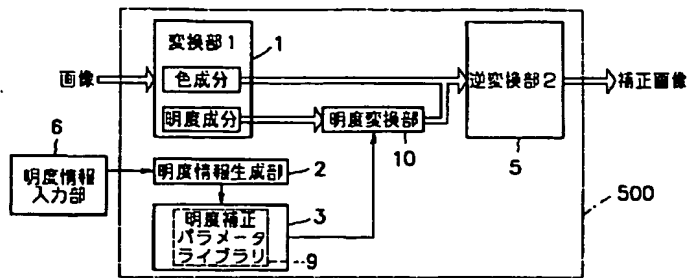 変換部1
1
画像
色成分
明度成分
明度変換部
10
逆変換部2
5
補正画像
6
明度情報
入力部
明度情報生成部
2
3
明度補正
パラメータ
ライブラリ
9
500